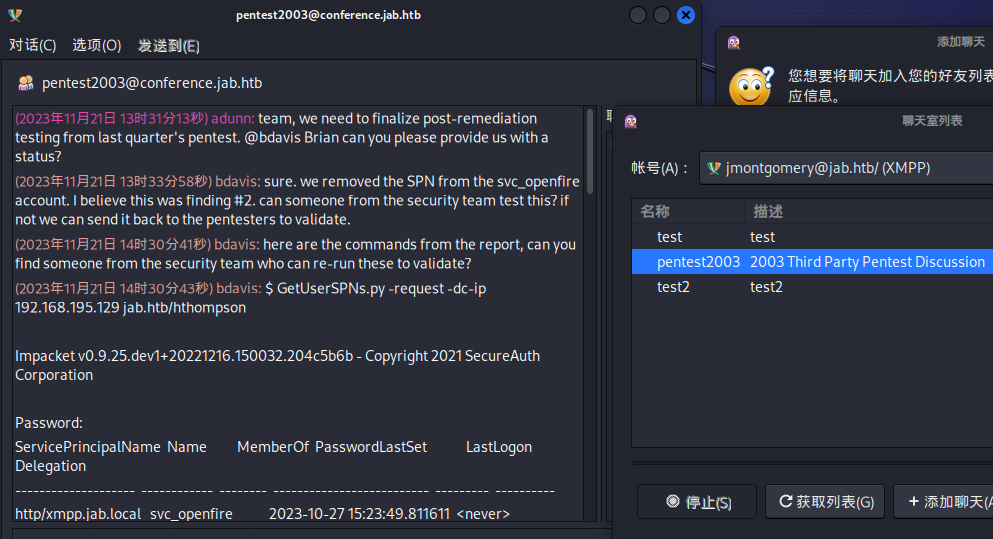 pentest2003@conference.jab.htb
对话(C) 选项(O) 发送到(E)
pentest2003@conference.jab.htb
(2023年11月21日 13时31分13秒) adunn: team, we need to finalize post-remediation
testing from last quarter's pentest. @bdavis Brian can you please provide us with a
status?
(2023年11月21日 13时33分58秒) bdavis: sure. we removed the SPN from the svc_openfire
account. I believe this was finding #2. can someone from the security team test this? if
not we can send it back to the pentesters to validate.
(2023年11月21日 14时30分41秒) bdavis: here are the commands from the report, can you
find someone from the security team who can re-run these to validate?
(2023年11月21日 14时30分43秒) bdavis: $ GetUserSPNs.py -request -dc-ip
192.168.195.129 jab.htb/hthompson
Impacket v0.9.25.dev1+20221216.150032.204c5b6b - Copyright 2021 SecureAuth
Corporation
Password:
ServicePrincipalName Name MemberOf PasswordLastSet LastLogon
Delegation
-------------------- ------------ -------- -------------------------- --------- ----------
http/xmpp.jab.local svc_openfire 2023-10-27 15:23:49.811611 <never>
添加聊天
您想要将聊天加入您的好友列表
应信息。
聊天室列表
帐号(A)： jmontgomery@jab.htb/ (XMPP)
名称 描述
test test
pentest2003 2003 Third Party Pentest Discussion
test2 test2
停止(S) 获取列表(G) 添加聊天(A